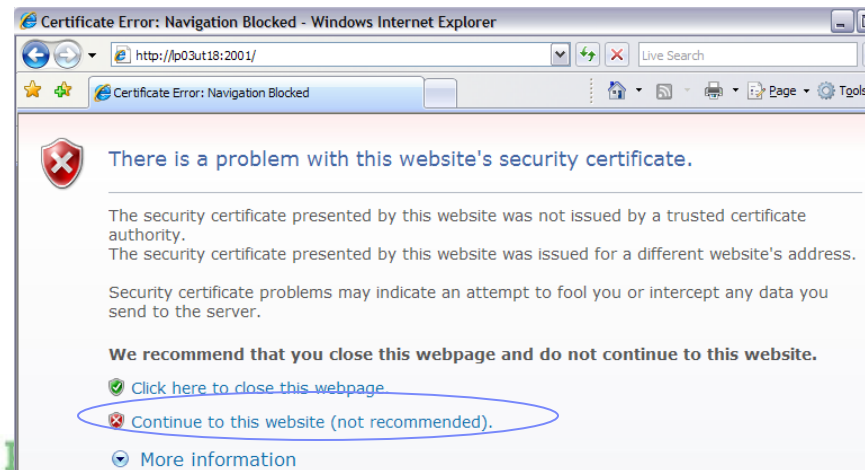 Certificate Error: Navigation Blocked - Windows Internet Explorer
http://lp03ut18:2001/
Live Search
Certificate Error: Navigation Blocked
Page
Tools
There is a problem with this website's security certificate.
The security certificate presented by this website was not issued by a trusted certificate
authority.
The security certificate presented by this website was issued for a different website's address.
Security certificate problems may indicate an attempt to fool you or intercept any data you
send to the server.
We recommend that you close this webpage and do not continue to this website.
Click here to close this webpage.
Continue to this website (not recommended).
More information